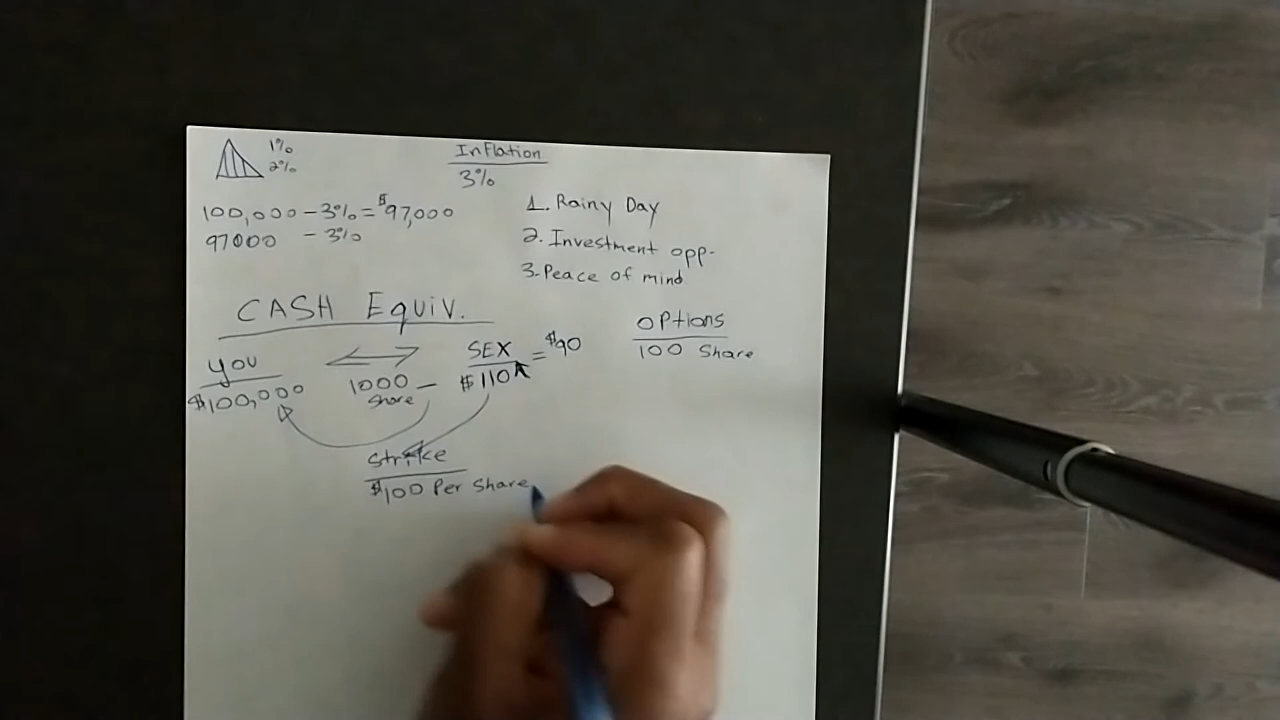 1%
2%
Inflation
3%
100,000 - 3% = $97,000
97000 - 3%
1. Rainy Day
2. Investment opp-
3. Peace of mind
CASH Equiv.
you
$100,000
1000
Share
SEX = $90
$110
options
100 Share
Strike
$100 Per Share